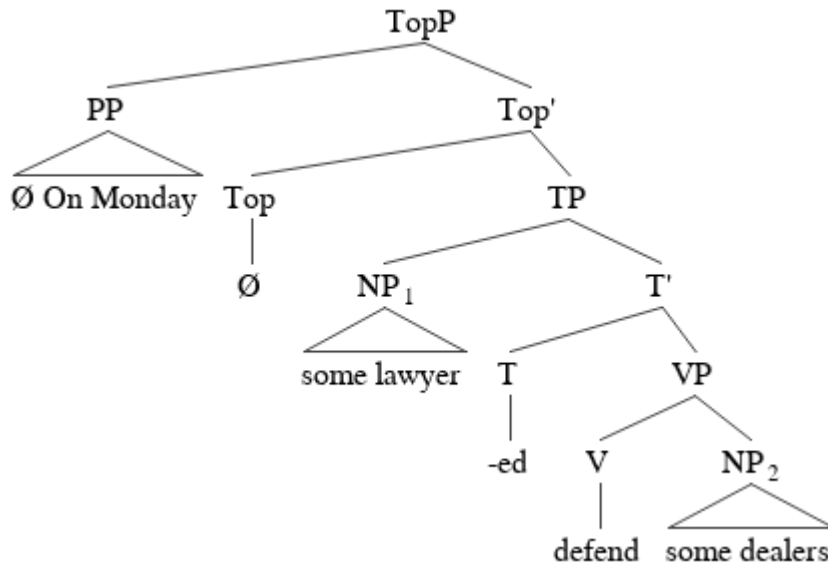 TopP
PP Top'
Ø On Monday Top TP
Ø NP1 T'
some lawyer T VP
-ed V NP2
defend some dealers